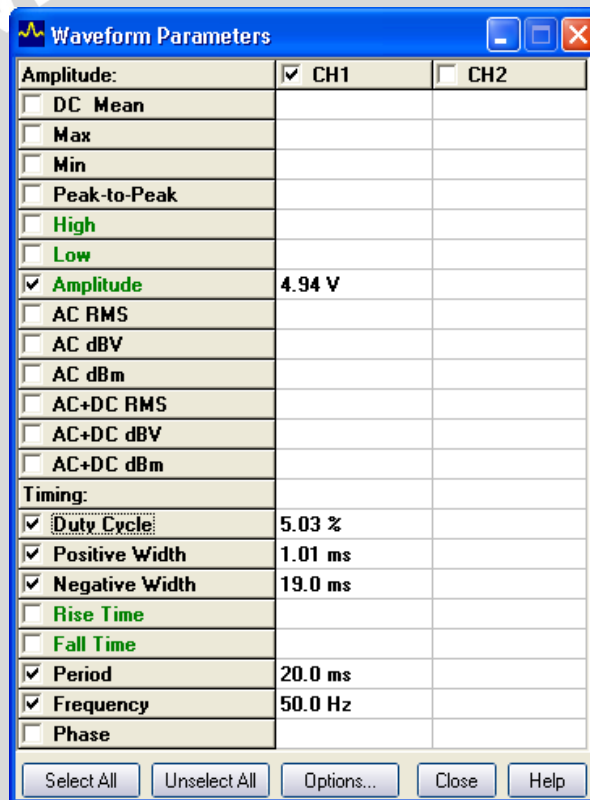 Waveform Parameters
Amplitude: CH1 CH2
DC Mean
Max
Min
Peak-to-Peak
High
Low
Amplitude 4.94 V
AC RMS
AC dBV
AC dBm
AC+DC RMS
AC+DC dBV
AC+DC dBm
Timing:
Duty Cycle 5.03 %
Positive Width 1.01 ms
Negative Width 19.0 ms
Rise Time
Fall Time
Period 20.0 ms
Frequency 50.0 Hz
Phase
Select All Unselect All Options... Close Help